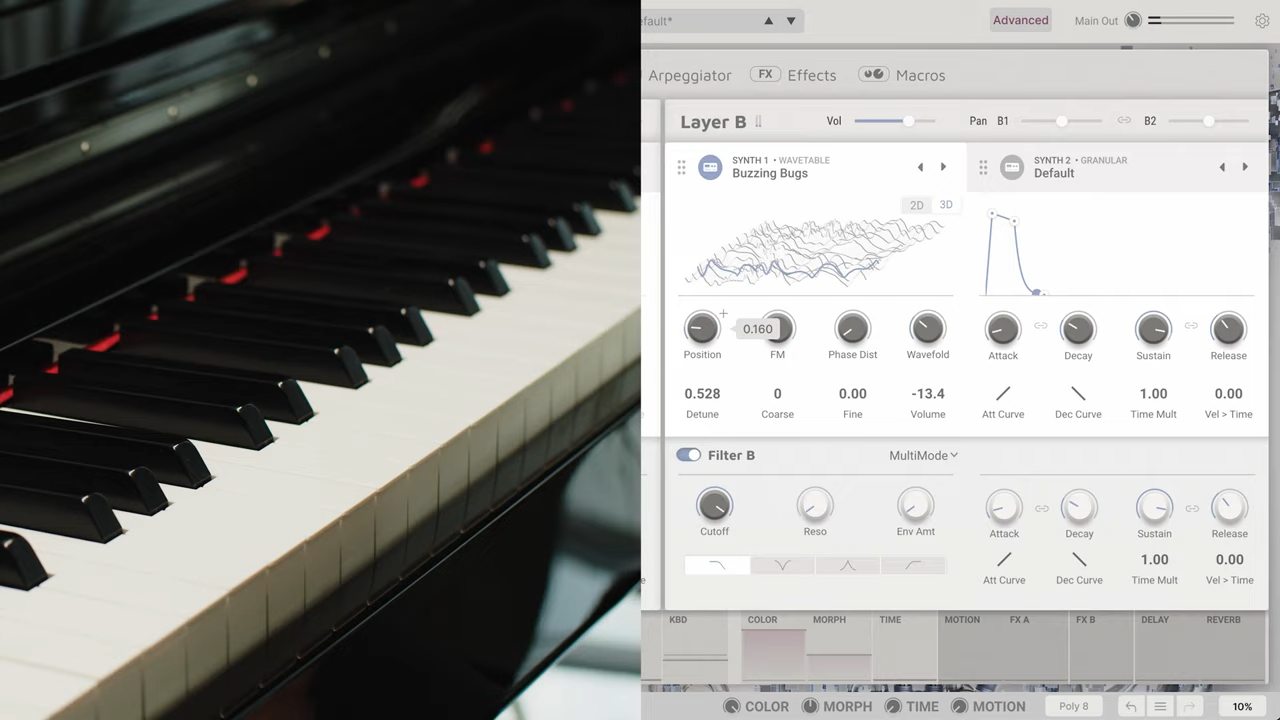 efault*
Advanced
Main Out
Arpeggiator
FX
Effects
Macros
Layer B
Vol
Pan B1
B2
SYNTH 1 • WAVETABLE
Buzzing Bugs
SYNTH 2 • GRANULAR
Default
2D 3D
0.160
Position
FM
Phase Dist
Wavefold
Attack
Decay
Sustain
Release
0.528
0
0.00
-13.4
1.00
0.00
Detune
Coarse
Fine
Volume
Att Curve
Dec Curve
Time Mult
Vel > Time
Filter B
MultiMode
Cutoff
Reso
Env Amt
Attack
Decay
Sustain
Release
1.00
0.00
Att Curve
Dec Curve
Time Mult
Vel > Time
KBD
COLOR
MORPH
TIME
MOTION
FX A
FX B
DELAY
REVERB
COLOR
MORPH
TIME
MOTION
Poly 8
10%